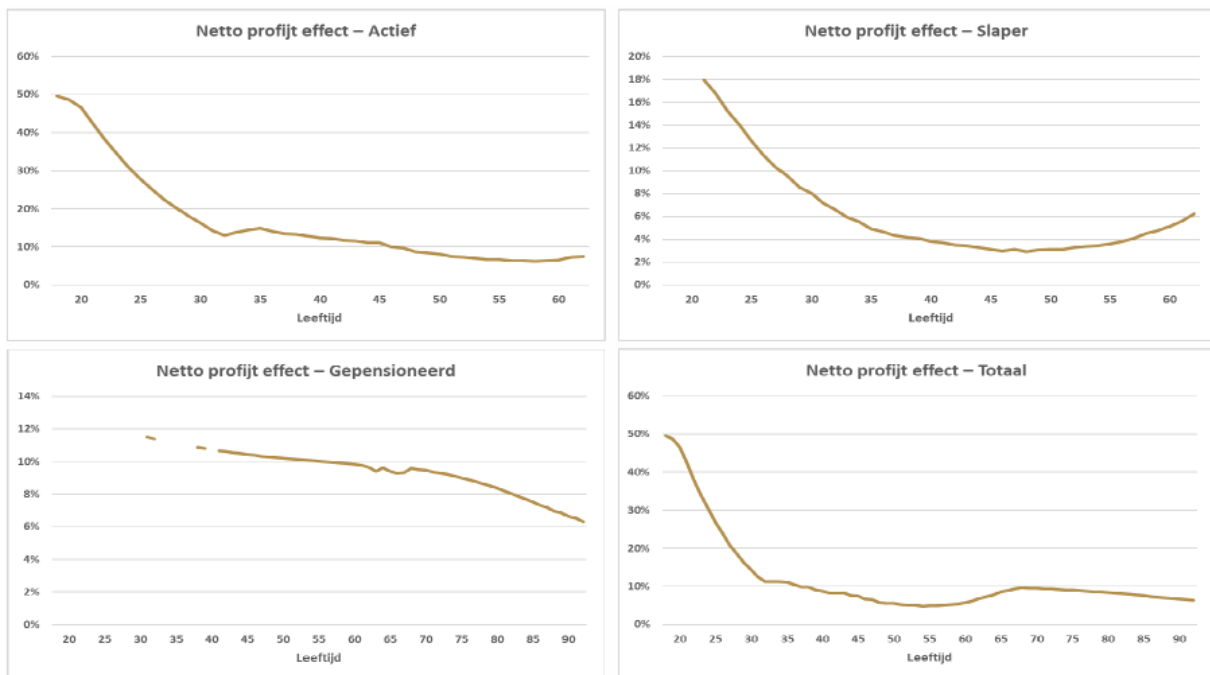 Netto profijt effect – Actief
60%
50%
40%
30%
20%
10%
0%
20 25 30 35 40 45 50 55 60
Leeftijd
Netto profijt effect – Slaper
20%
18%
16%
14%
12%
10%
8%
6%
4%
2%
0%
20 25 30 35 40 45 50 55 60
Leeftijd
Netto profijt effect – Gepensioneerd
14%
12%
10%
8%
6%
4%
2%
0%
20 25 30 35 40 45 50 55 60 65 70 75 80 85 90
Leeftijd
Netto profijt effect – Totaal
60%
50%
40%
30%
20%
10%
0%
20 25 30 35 40 45 50 55 60 65 70 75 80 85 90
Leeftijd